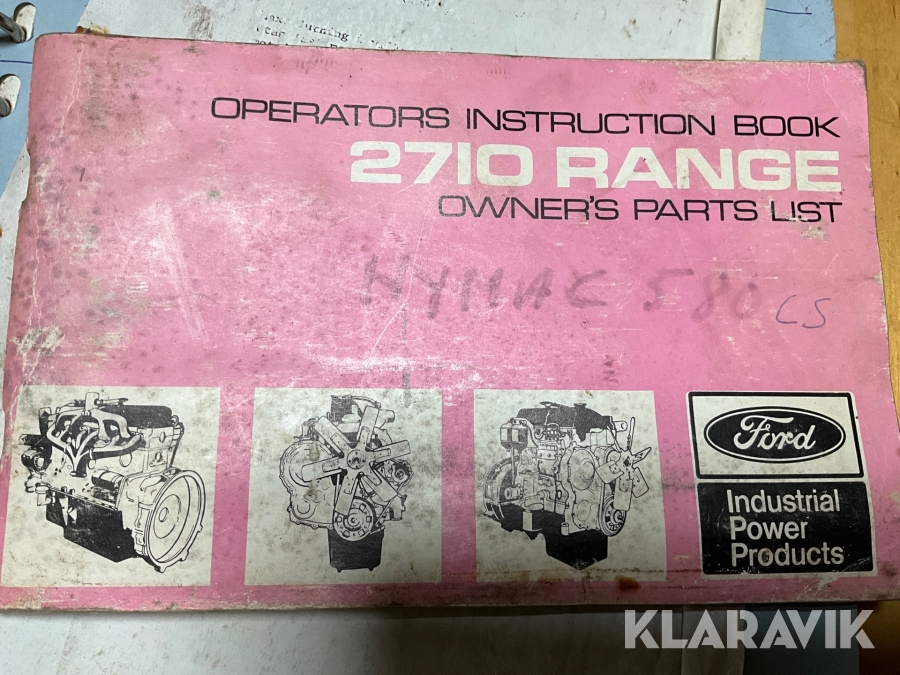 OPERATORS INSTRUCTION BOOK
2710 RANGE
OWNER'S PARTS LIST
HYMAC 580 CS
Ford
Industrial
Power
Products
KLARAVIK